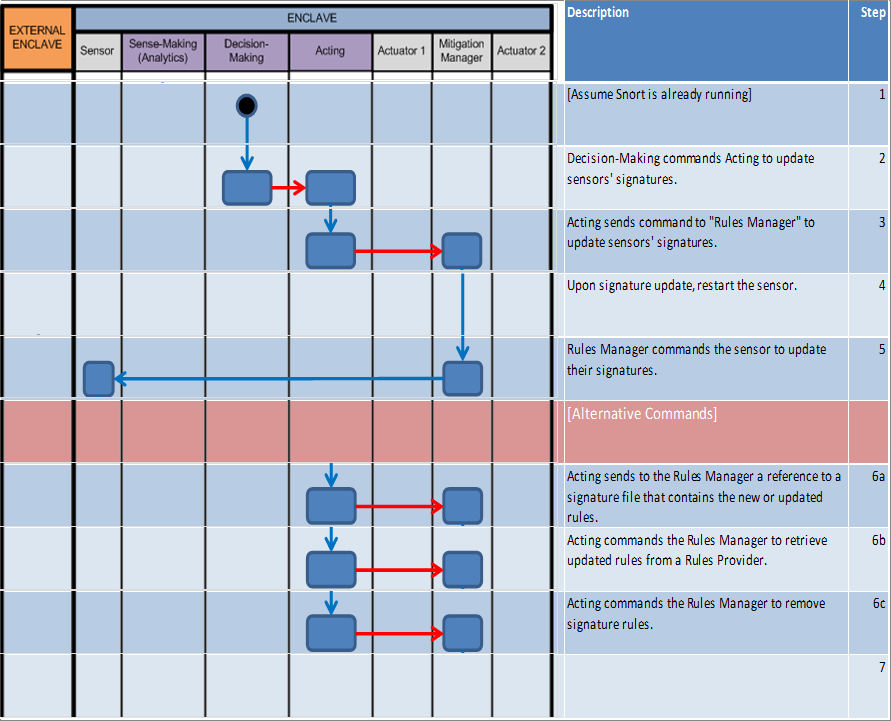 EXTERNAL
ENCLAVE
ENCLAVE
Sensor
Sense-Making
(Analytics)
Decision-
Making
Acting
Actuator 1
Mitigation
Manager
Actuator 2
Description
Step
[Assume Snort is already running]
1
Decision-Making commands Acting to update
sensors' signatures.
2
Acting sends command to "Rules Manager" to
update sensors' signatures.
3
Upon signature update, restart the sensor.
4
Rules Manager commands the sensor to update
their signatures.
5
[Alternative Commands]
Acting sends to the Rules Manager a reference to a
signature file that contains the new or updated
rules.
6a
Acting commands the Rules Manager to retrieve
updated rules from a Rules Provider.
6b
Acting commands the Rules Manager to remove
signature rules.
6c
7